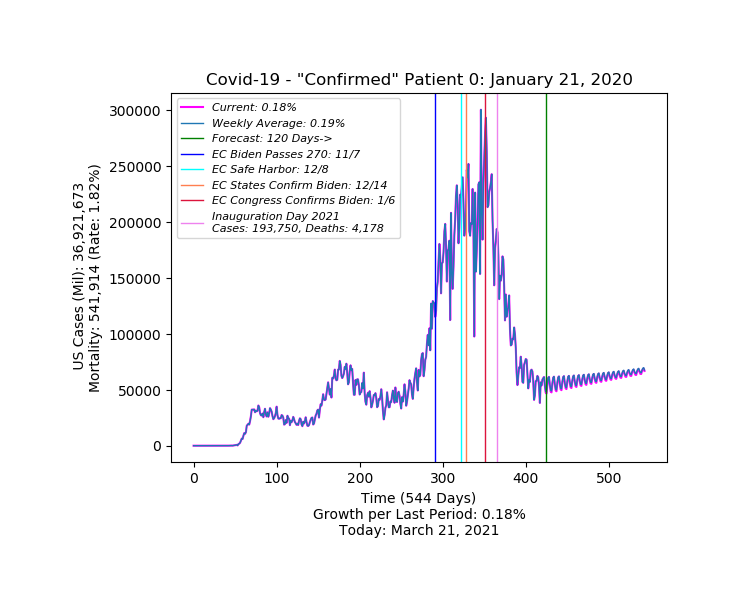 Covid-19 - "Confirmed" Patient 0: January 21, 2020
Current: 0.18%
Weekly Average: 0.19%
Forecast: 120 Days->
EC Biden Passes 270: 11/7
EC Safe Harbor: 12/8
EC States Confirm Biden: 12/14
EC Congress Confirms Biden: 1/6
Inauguration Day 2021
Cases: 193,750, Deaths: 4,178
US Cases (Mil): 36,921,673
Mortality: 541,914 (Rate: 1.82%)
300000
250000
200000
150000
100000
50000
0
0 100 200 300 400 500
Time (544 Days)
Growth per Last Period: 0.18%
Today: March 21, 2021